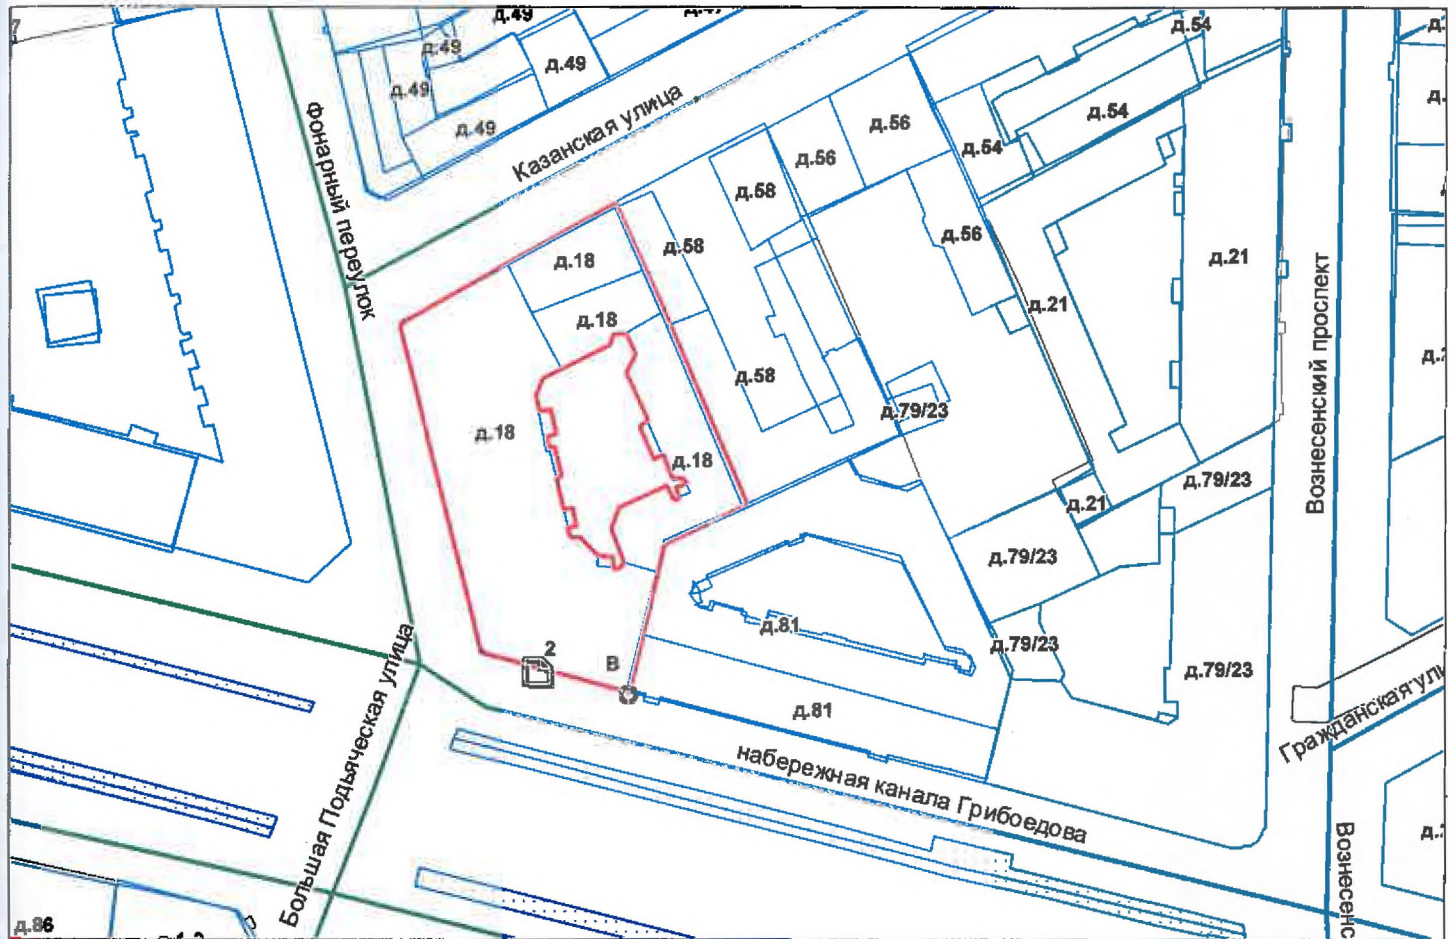 д.49
д.54
д.49
д.49
д.49
д.49
Казанская улица
д.56
д.54
д.56
д.54
Фонарный переулок
д.58
д.56
д.58
д.18
д.21
д.21
д.18
Вознесенский проспект
д.58
д.79/23
д.18
д.18
д.79/23
д.21
д.79/23
д.81
д.79/23
д.79/23
2
В
д.81
Гражданская ули
Большая Подьяческая улица
набережная канала Грибоедова
Вознесенс
д.86